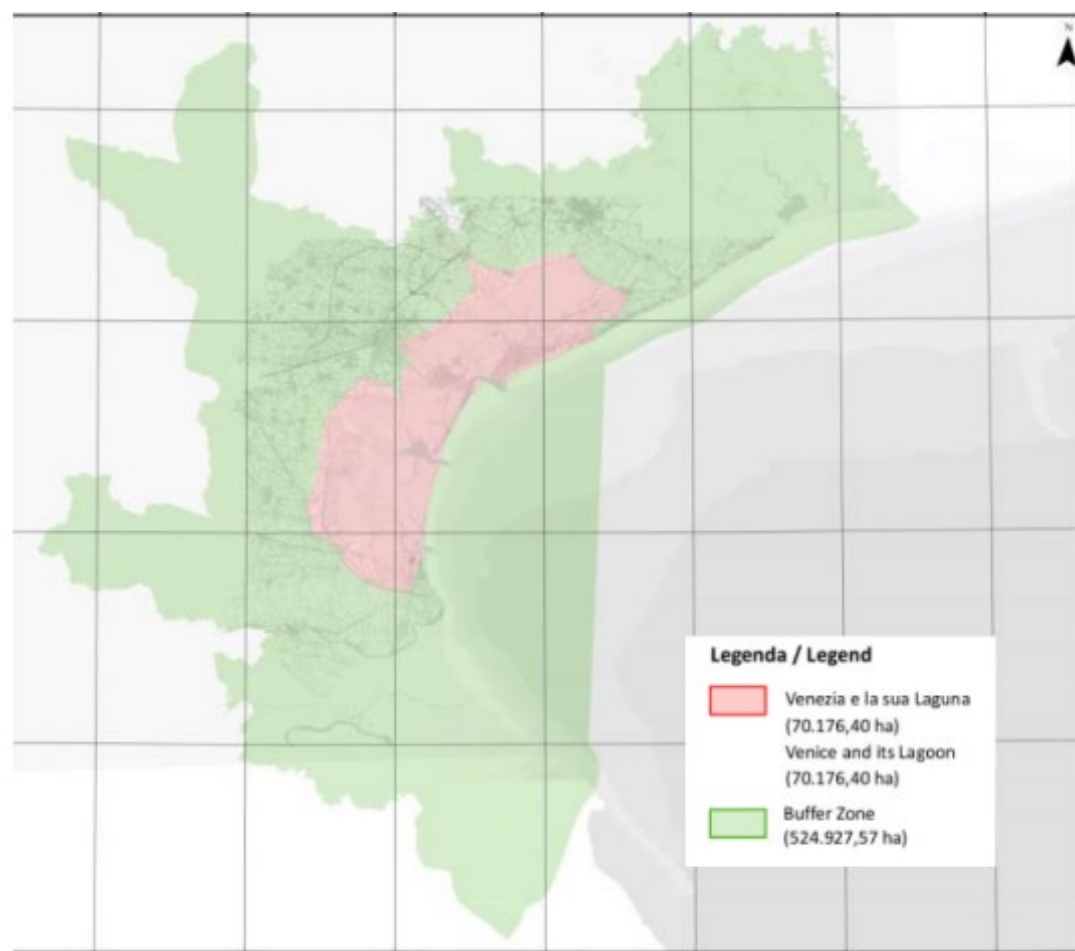 N
Legenda / Legend
Venezia e la sua Laguna
(70.176,40 ha)
Venice and its Lagoon
(70.176,40 ha)
Buffer Zone
(524.927,57 ha)